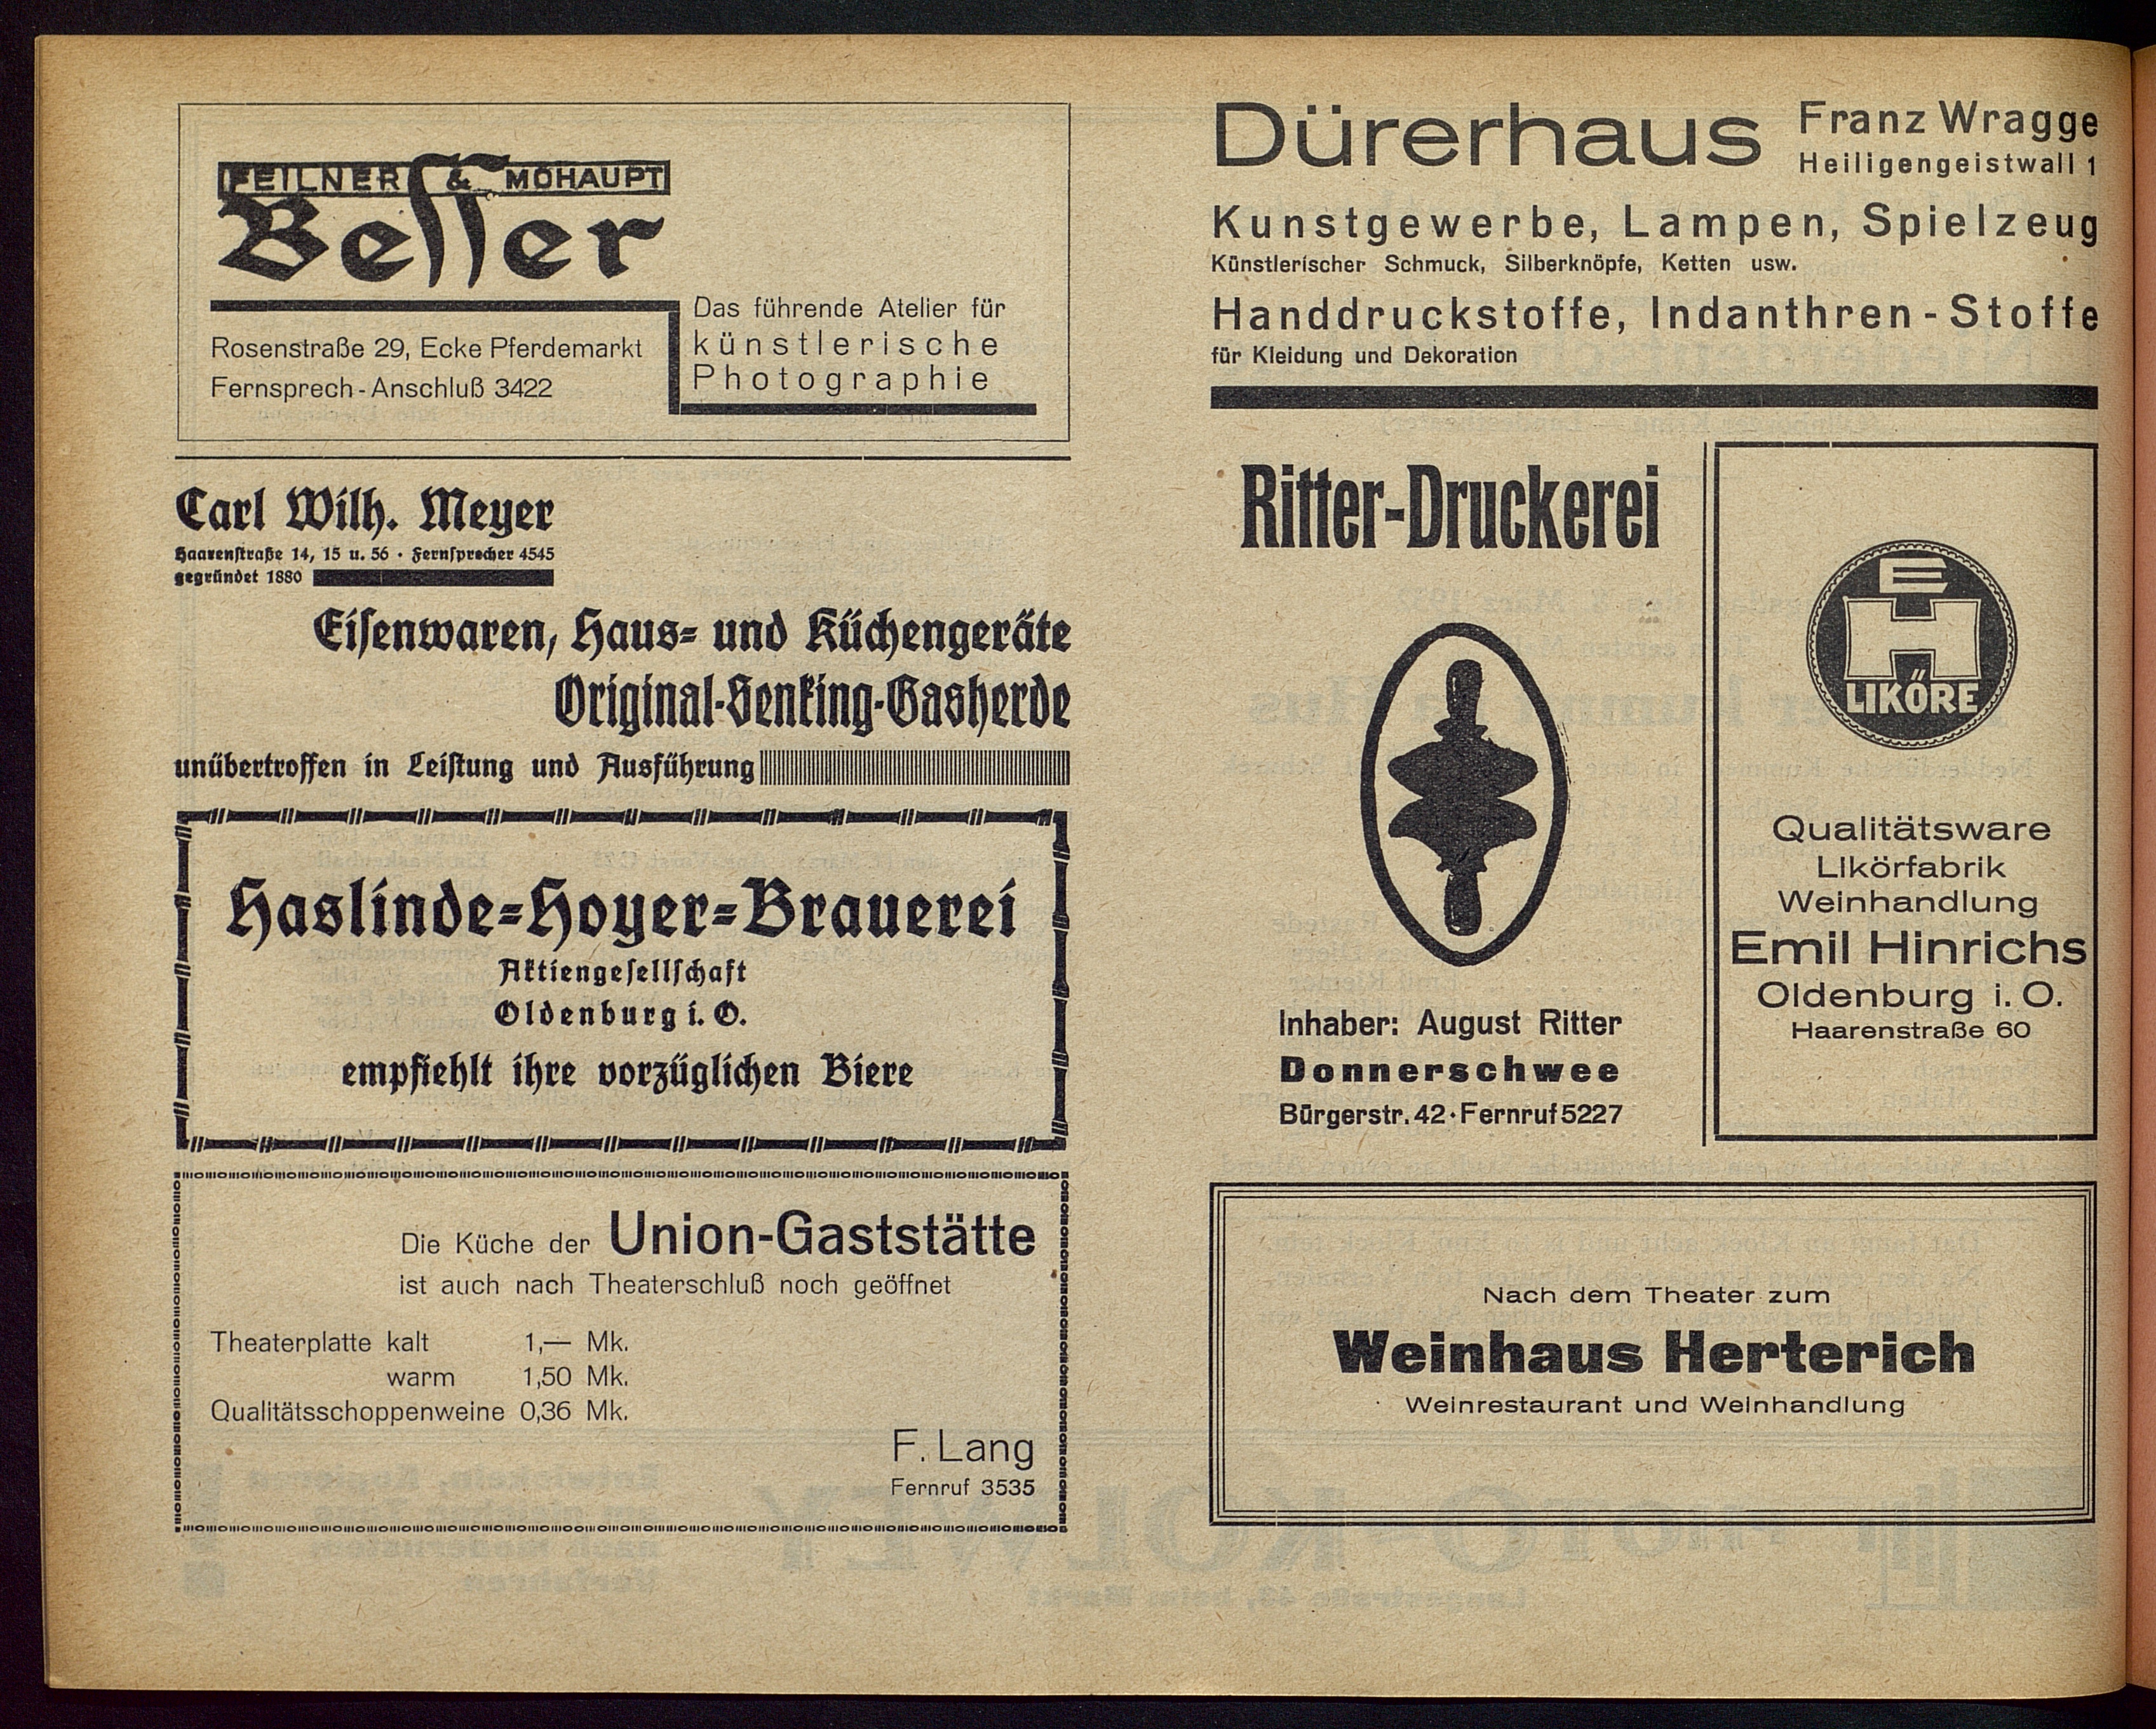 FEILNER & MOHAUPT
Besser
Rosenstraße 29, Ecke Pferdemarkt
Fernsprech-Anschluß 3422
Das führende Atelier für
künstlerische
Photographie
Carl Wilh. Meyer
Haarenstraße 14, 15 u. 56 · Fernsprecher 4545
gegründet 1880
Eisenwaren, Haus- und Küchengeräte
Original-Senking-Gasherde
unübertroffen in Leistung und Ausführung
Haslinde-Hoyer-Brauerei
Aktiengesellschaft
Oldenburg i. O.
empfiehlt ihre vorzüglichen Biere
Die Küche der Union-Gaststätte
ist auch nach Theaterschluß noch geöffnet
Theaterplatte kalt 1,— Mk.
warm 1,50 Mk.
Qualitätsschoppenweine 0,36 Mk.
F. Lang
Fernruf 3535
Dürerhaus Franz Wragge
Heiligengeistwall 1
Kunstgewerbe, Lampen, Spielzeug
Künstlerischer Schmuck, Silberknöpfe, Ketten usw.
Handdruckstoffe, Indanthren-Stoffe
für Kleidung und Dekoration
Ritter-Druckerei
Inhaber: August Ritter
Donnerschwee
Bürgerstr. 42 · Fernruf 5227
E
H
LIKÖRE
Qualitätsware
Likörfabrik
Weinhandlung
Emil Hinrichs
Oldenburg i. O.
Haarenstraße 60
Nach dem Theater zum
Weinhaus Herterich
Weinrestaurant und Weinhandlung